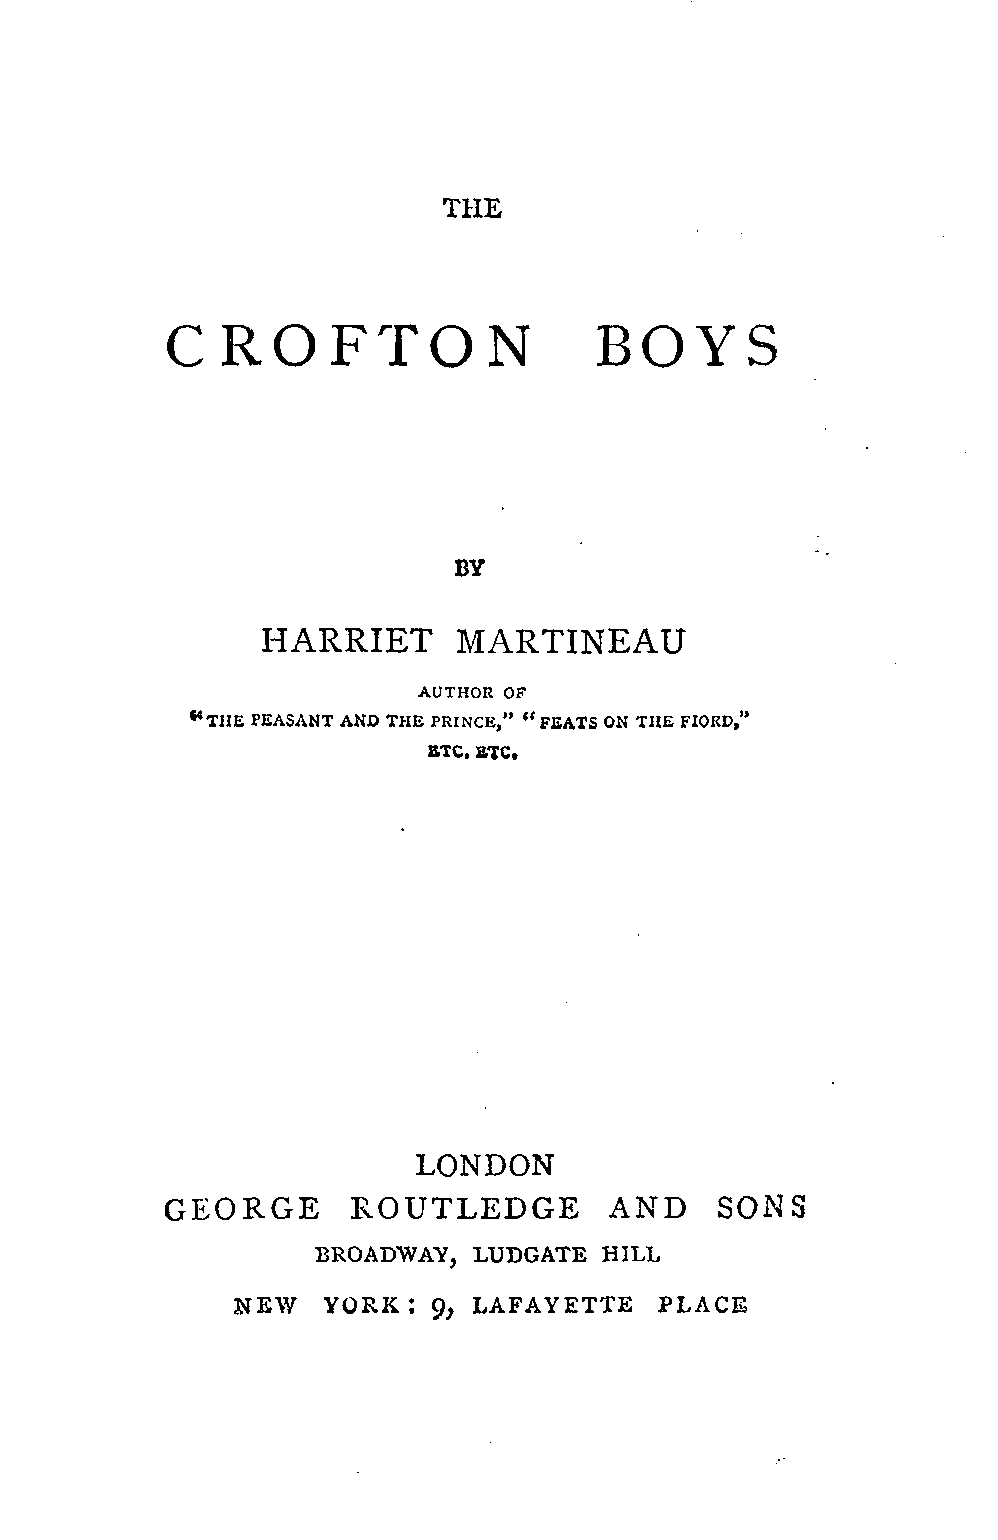 THE
CROFTON BOYS
BY
HARRIET MARTINEAU
AUTHOR OF
“THE PEASANT AND THE PRINCE,” “FEATS ON THE FIORD,”
ETC. ETC.
LONDON
GEORGE ROUTLEDGE AND SONS
BROADWAY, LUDGATE HILL
NEW YORK: 9, LAFAYETTE PLACE